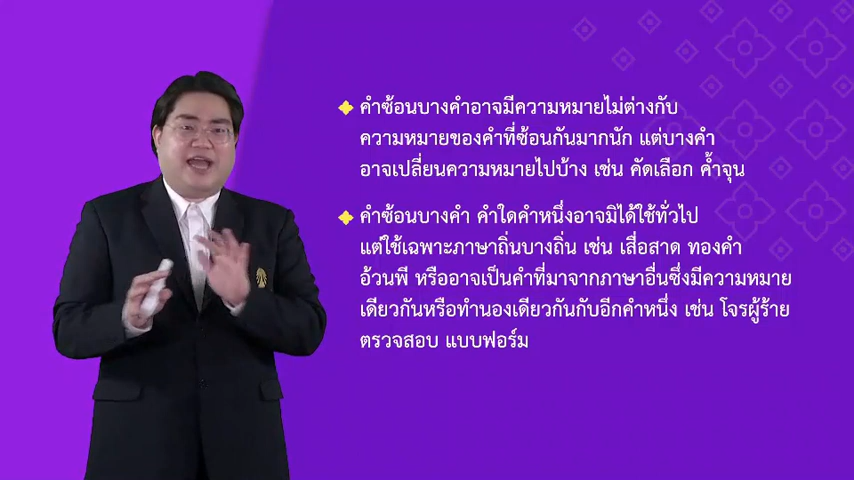 คำซ้อนบางคำอาจมีความหมายไม่ต่างกับ
ความหมายของคำที่ซ้อนกันมากนัก แต่บางคำ
อาจเปลี่ยนความหมายไปบ้าง เช่น คัดเลือก ค้ำจุน
คำซ้อนบางคำ คำใดคำหนึ่งอาจมิได้ใช้ทั่วไป
แต่ใช้เฉพาะภาษาถิ่นบางถิ่น เช่น เสื่อสาด ทองคำ
อ้วนพี หรืออาจเป็นคำที่มาจากภาษาอื่นซึ่งมีความหมาย
เดียวกันหรือทำนองเดียวกันกับอีกคำหนึ่ง เช่น โจรผู้ร้าย
ตรวจสอบ แบบฟอร์ม